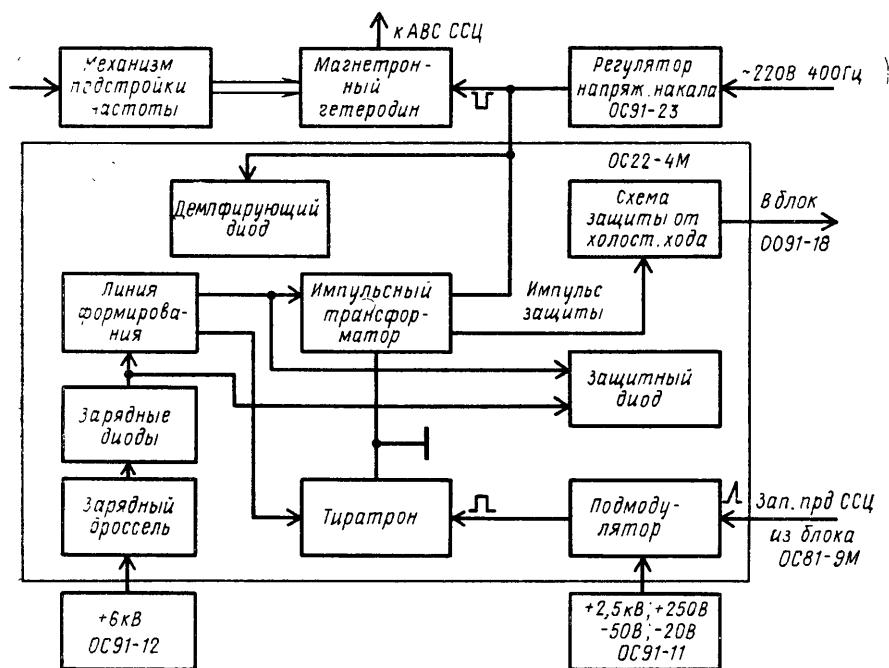 к АВС ССЦ
Механизм
подстройки
частоты
Магнетрон-
ный
гетеродин
Регулятор
напряж. накала
ОС91-23
~220В 400Гц
ОС22-4М
Демпфирующий
диод
Схема
защиты от
холост. хода
В блок
ОО91-18
Линия
формирова-
ния
Импульсный
трансфор-
матор
Импульс
защиты
Защитный
диод
Зарядные
диоды
Зарядный
дроссель
Тиратрон
Подмоду-
лятор
Зап. прд ССЦ
из блока
ОС81-9М
+6кВ
ОС91-12
+2,5кВ; +250В
-50В; -20В
ОС91-11